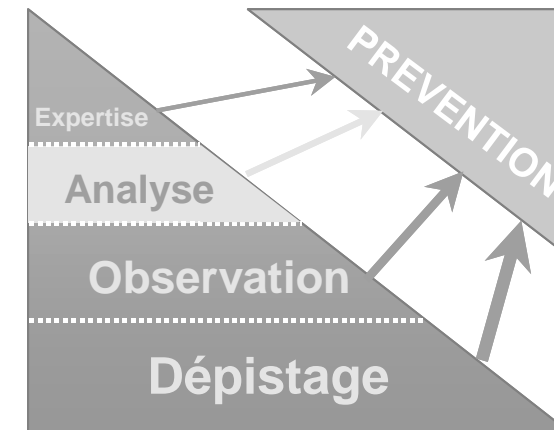 PREVENTION
Expertise
Analyse
Observation
Dépistage